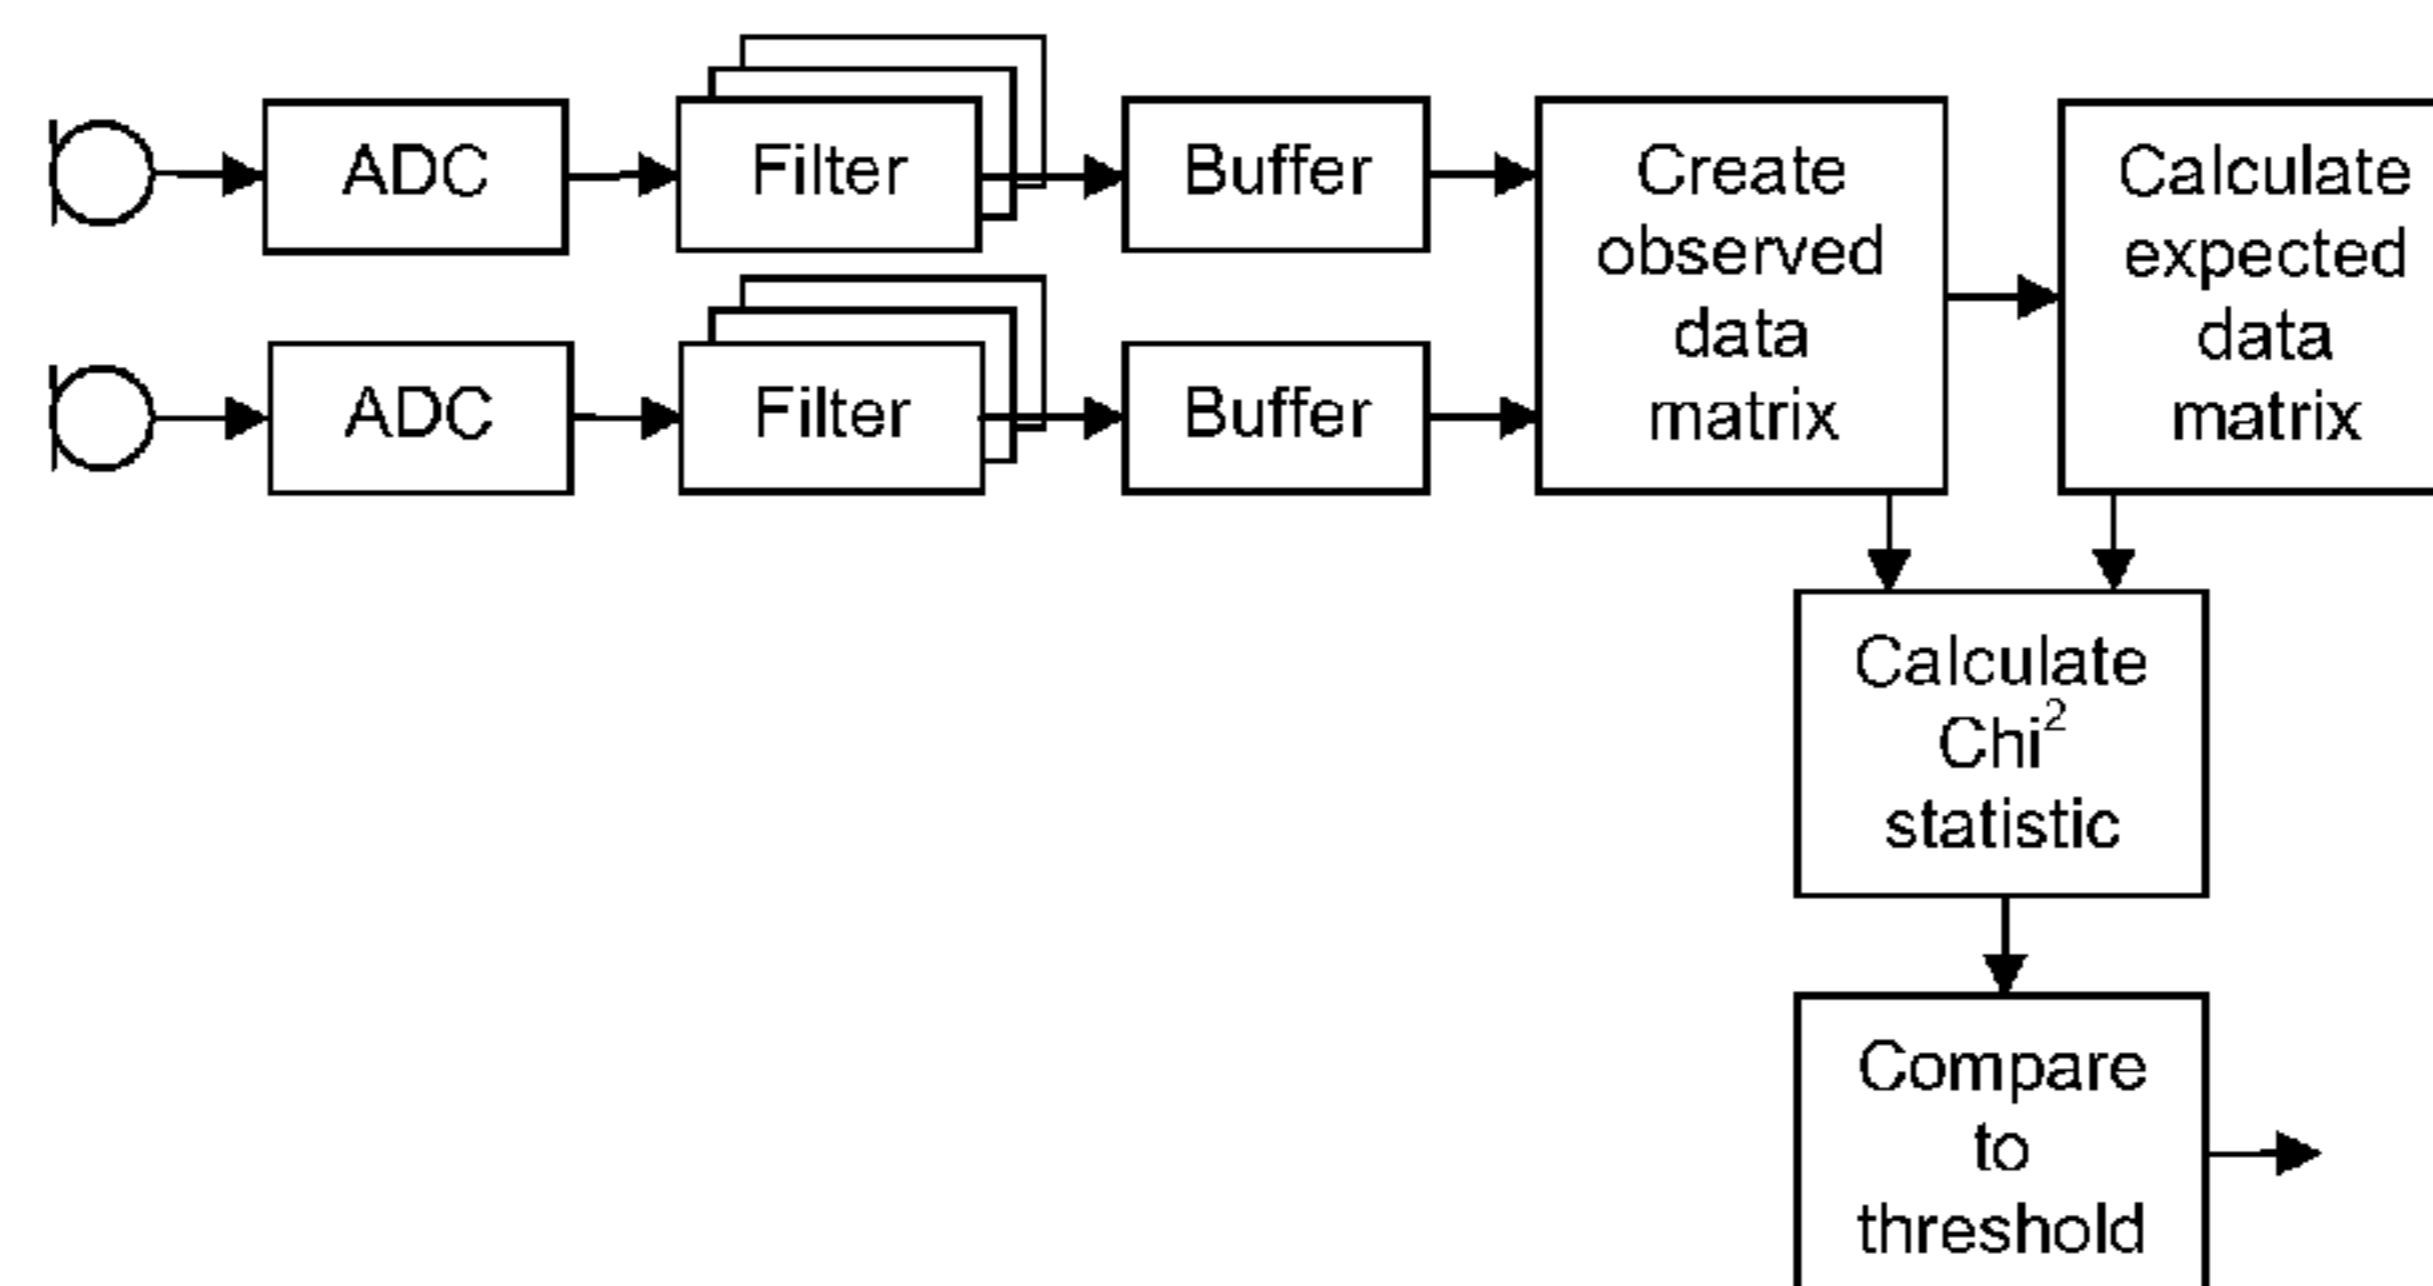 ADC
Filter
Buffer
ADC
Filter
Buffer
Create
observed
data
matrix
Calculate
expected
data
matrix
Calculate
Chi²
statistic
Compare
to
threshold